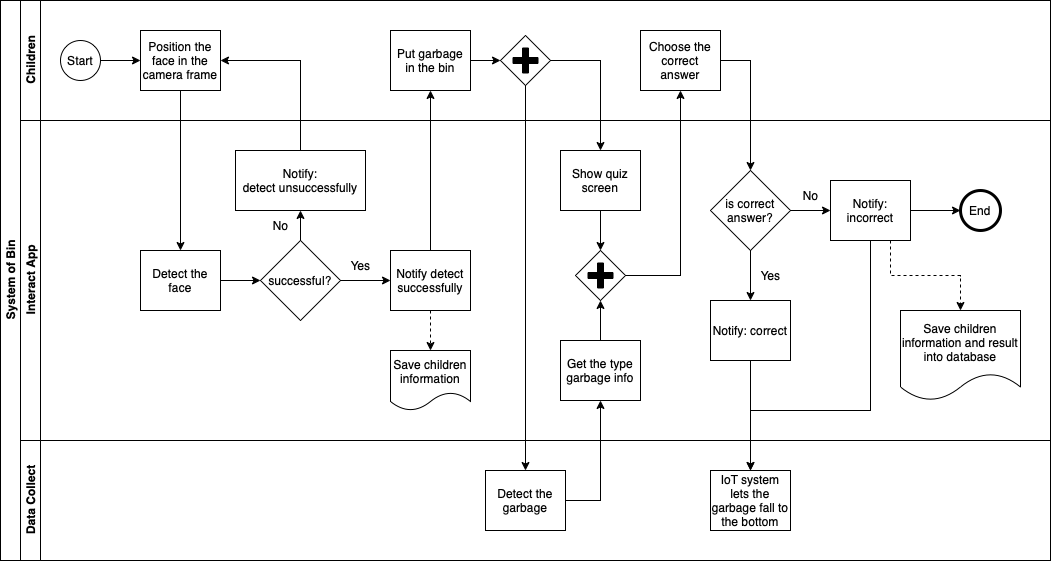 System of Bin
Children
Interact App
Data Collect
Start
Position the
face in the
camera frame
Put garbage
in the bin
Choose the
correct
answer
Notify:
detect unsuccessfully
No
Detect the
face
successful?
Yes
Notify detect
successfully
Save children
information
Show quiz
screen
Get the type
garbage info
is correct
answer?
No
Notify:
incorrect
End
Yes
Notify: correct
Save children
information and result
into database
Detect the
garbage
IoT system
lets the
garbage fall to
the bottom